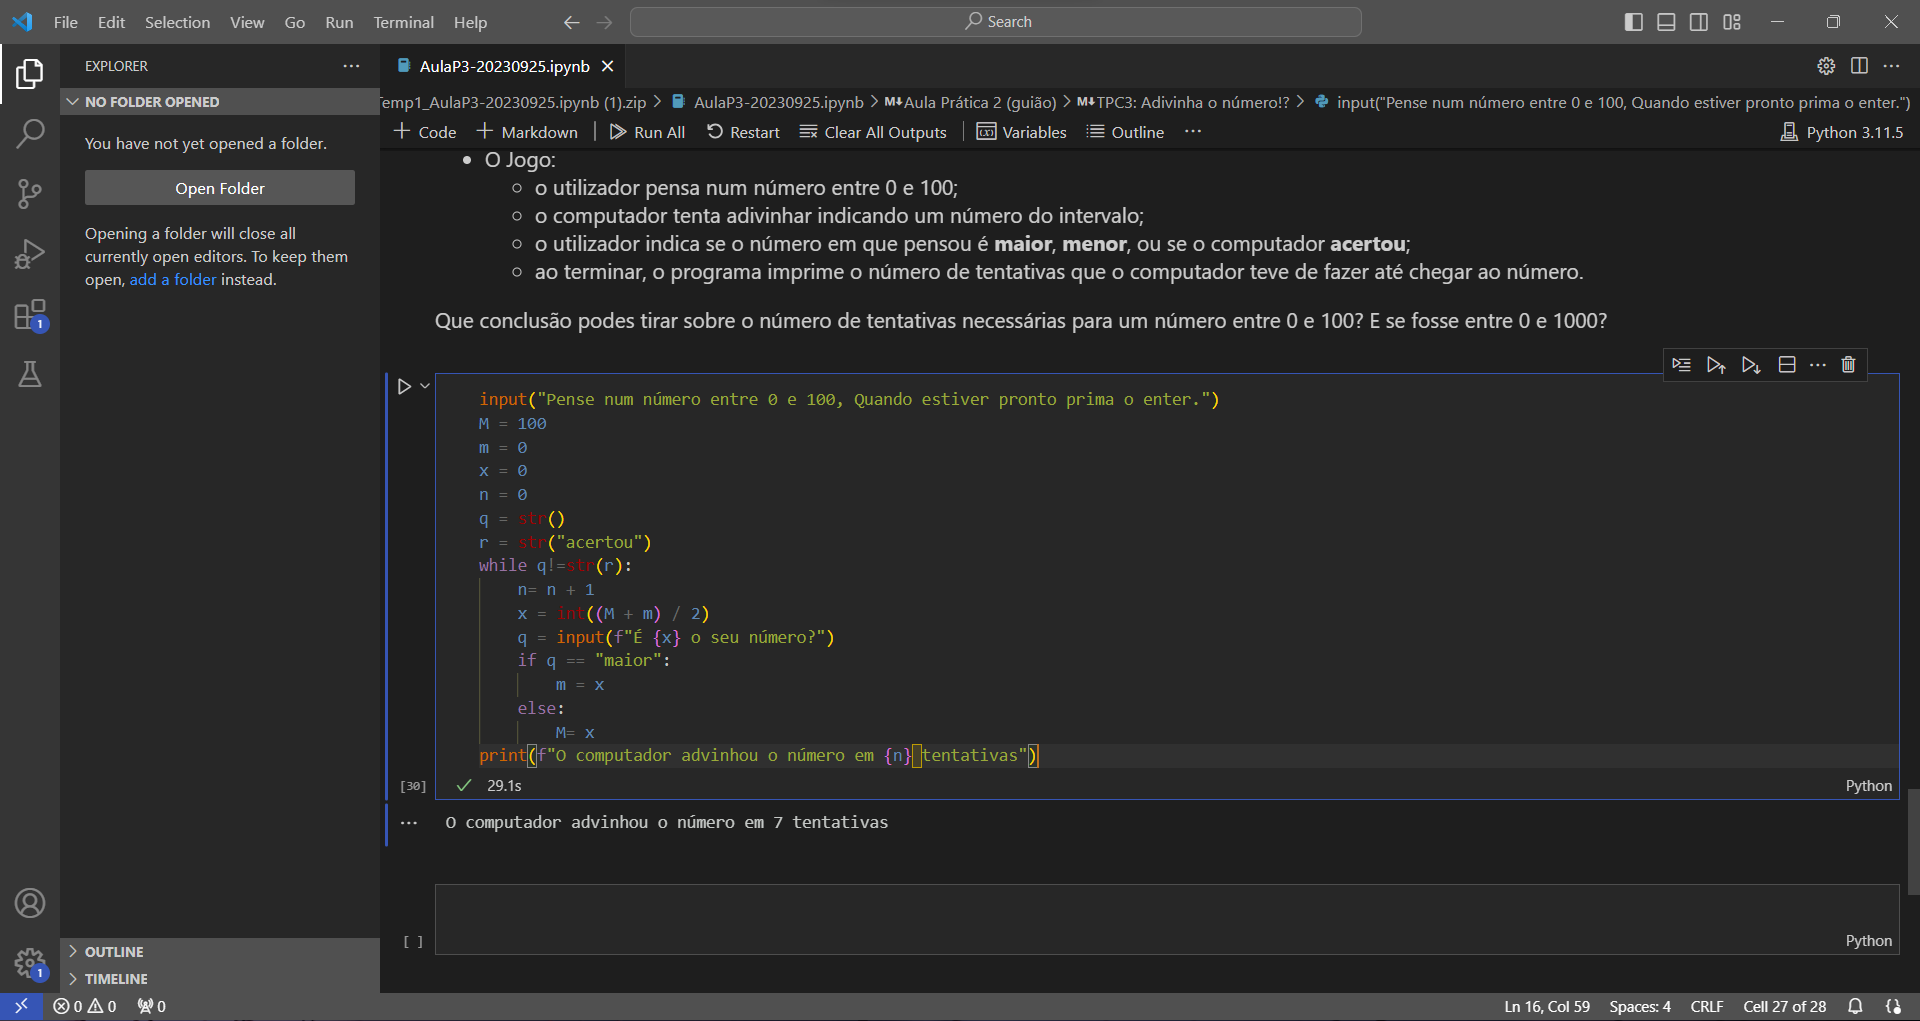 File Edit Selection View Go Run Terminal Help
Search
EXPLORER
NO FOLDER OPENED
You have not yet opened a folder.
Open Folder
Opening a folder will close all
currently open editors. To keep them
open, add a folder instead.
OUTLINE
TIMELINE
AulaP3-20230925.ipynb
Temp1_AulaP3-20230925.ipynb (1).zip > AulaP3-20230925.ipynb > M↓Aula Prática 2 (guião) > M↓TPC3: Adivinha o número!? > input("Pense num número entre 0 e 100, Quando estiver pronto prima o enter.")
+ Code + Markdown Run All Restart Clear All Outputs Variables Outline ... Python 3.11.5
• O Jogo:
o utilizador pensa num número entre 0 e 100;
o computador tenta adivinhar indicando um número do intervalo;
o utilizador indica se o número em que pensou é maior, menor, ou se o computador acertou;
ao terminar, o programa imprime o número de tentativas que o computador teve de fazer até chegar ao número.
Que conclusão podes tirar sobre o número de tentativas necessárias para um número entre 0 e 100? E se fosse entre 0 e 1000?
input("Pense num número entre 0 e 100, Quando estiver pronto prima o enter.")
M = 100
m = 0
x = 0
n = 0
q = str()
r = str("acertou")
while q!=str(r):
    n= n + 1
    x = int((M + m) / 2)
    q = input(f"É {x} o seu número?")
    if q == "maior":
        m = x
    else:
        M= x
print(f"O computador advinhou o número em {n} tentativas")
[30] 29.1s Python
O computador advinhou o número em 7 tentativas
[ ] Python
1
1
0 0 0
Ln 16, Col 59 Spaces: 4 CRLF Cell 27 of 28